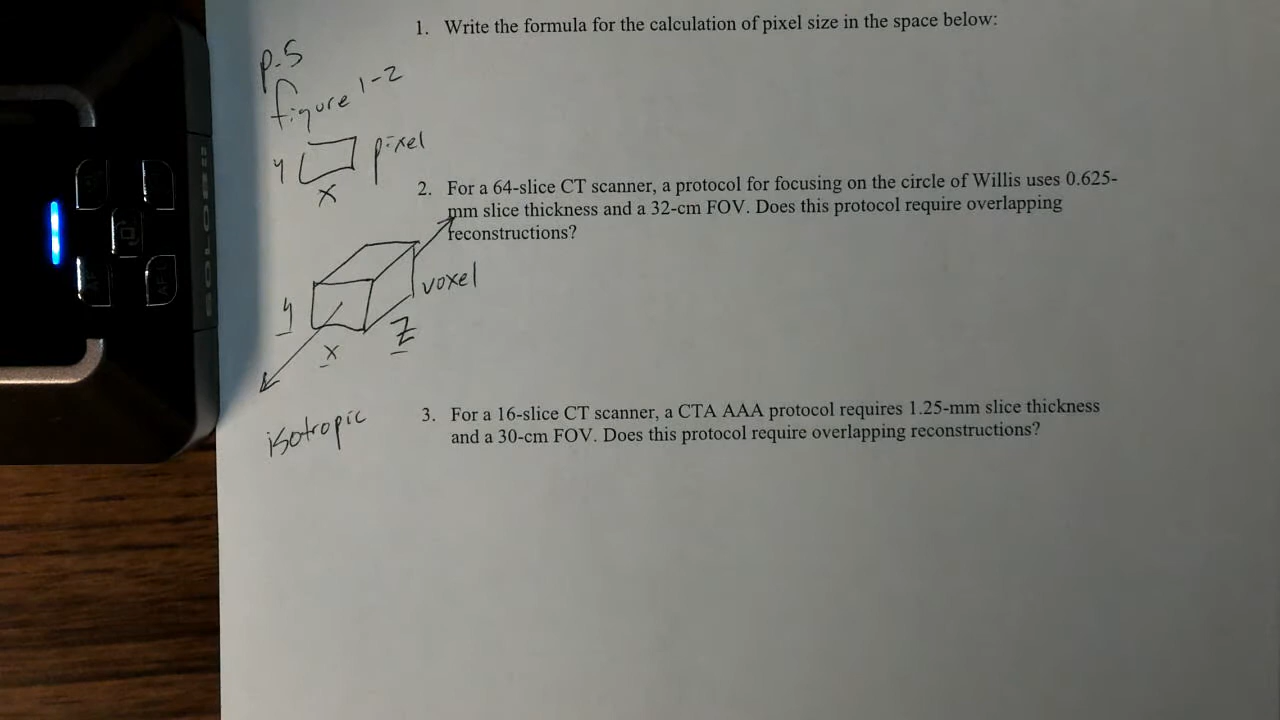 1. Write the formula for the calculation of pixel size in the space below:
p.5
figure 1-2
y pixel
x
2. For a 64-slice CT scanner, a protocol for focusing on the circle of Willis uses 0.625-
mm slice thickness and a 32-cm FOV. Does this protocol require overlapping
reconstructions?
voxel
y
x
z
isotropic
3. For a 16-slice CT scanner, a CTA AAA protocol requires 1.25-mm slice thickness
and a 30-cm FOV. Does this protocol require overlapping reconstructions?